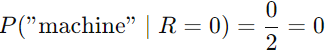 P("machine" | R = 0) = 0/2 = 0